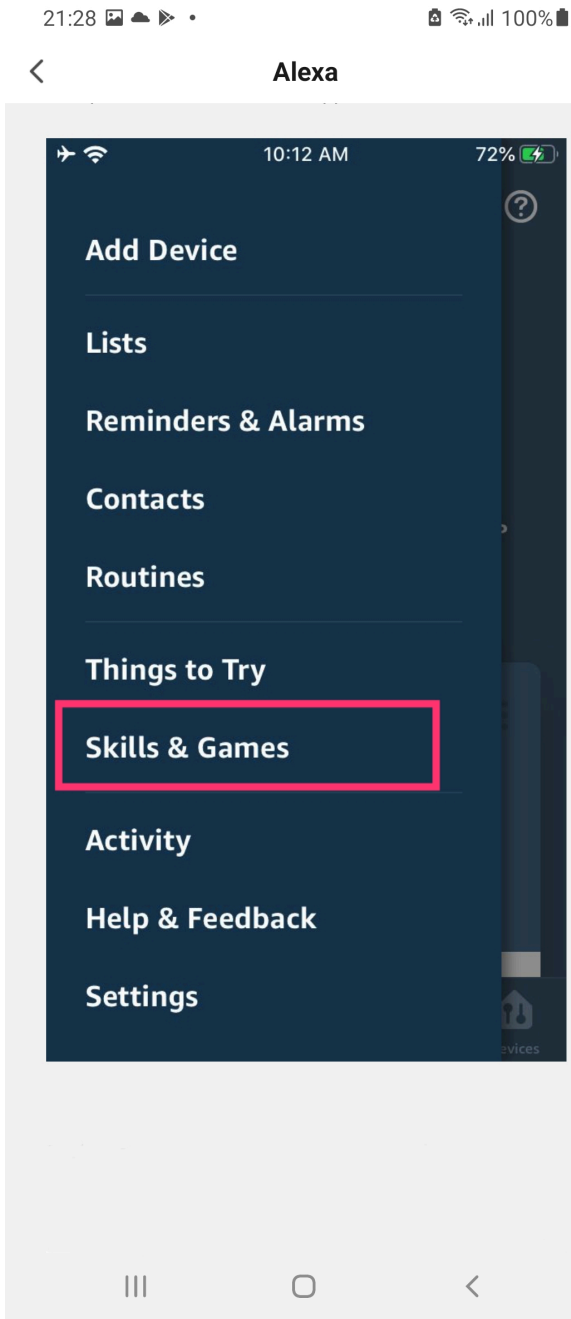 21:28
100%
Alexa
10:12 AM
72%
Add Device
Lists
Reminders & Alarms
Contacts
Routines
Things to Try
Skills & Games
Activity
Help & Feedback
Settings
evices